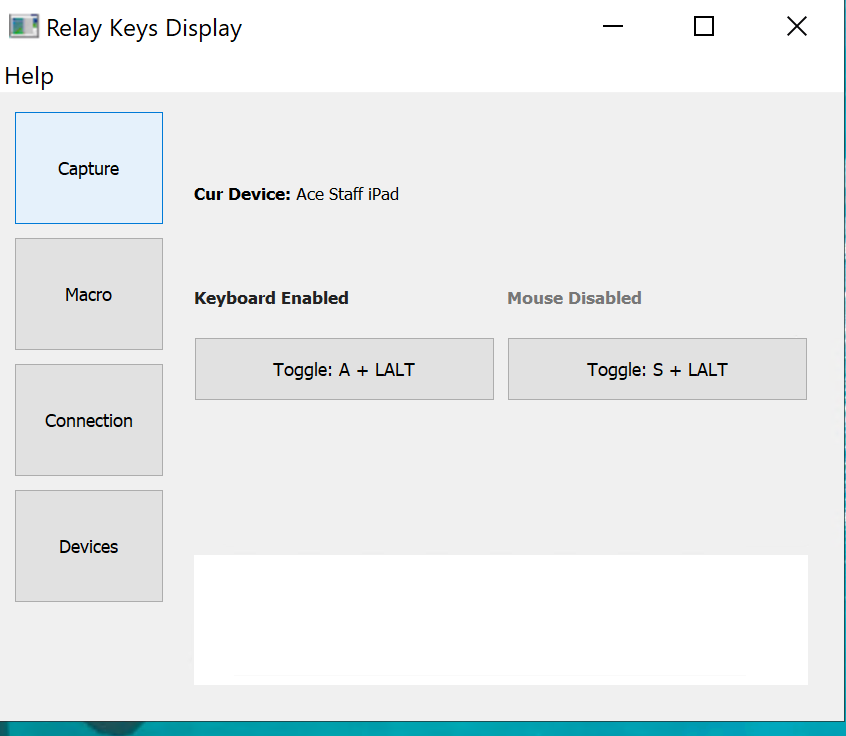 Relay Keys Display
Help
Capture
Cur Device: Ace Staff iPad
Macro
Keyboard Enabled
Mouse Disabled
Toggle: A + LALT
Toggle: S + LALT
Connection
Devices